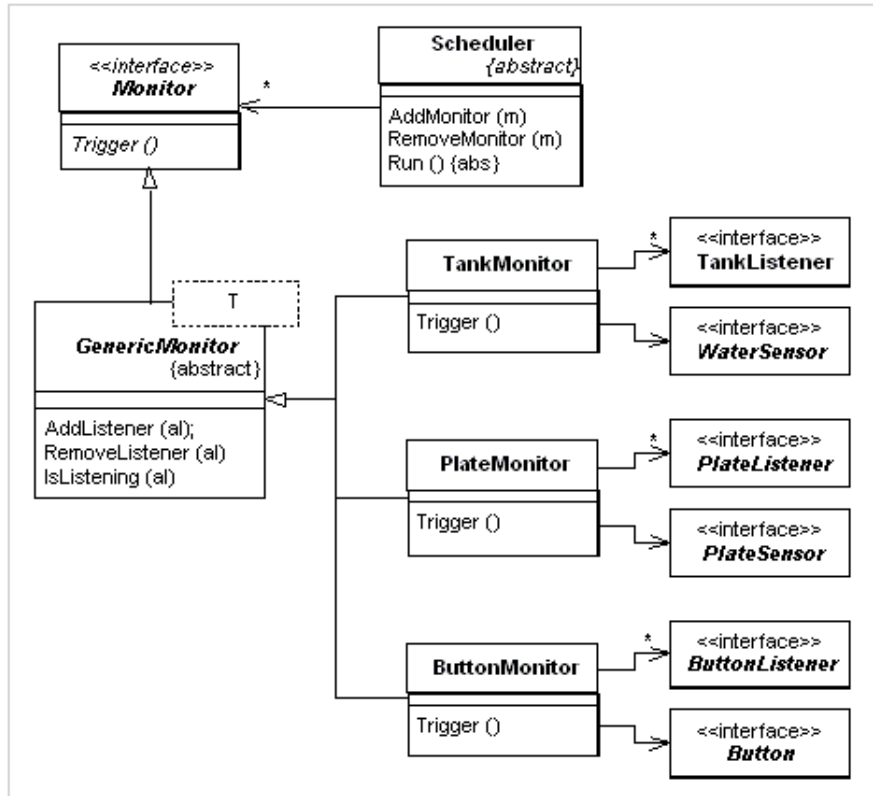 <<interface>>
Monitor
Trigger ()
*
Scheduler
{abstract}
AddMonitor (m)
RemoveMonitor (m)
Run () {abs}
T
GenericMonitor
{abstract}
AddListener (al);
RemoveListener (al)
IsListening (al)
TankMonitor
Trigger ()
*
<<interface>>
TankListener
<<interface>>
WaterSensor
PlateMonitor
Trigger ()
*
<<interface>>
PlateListener
<<interface>>
PlateSensor
ButtonMonitor
Trigger ()
*
<<interface>>
ButtonListener
<<interface>>
Button